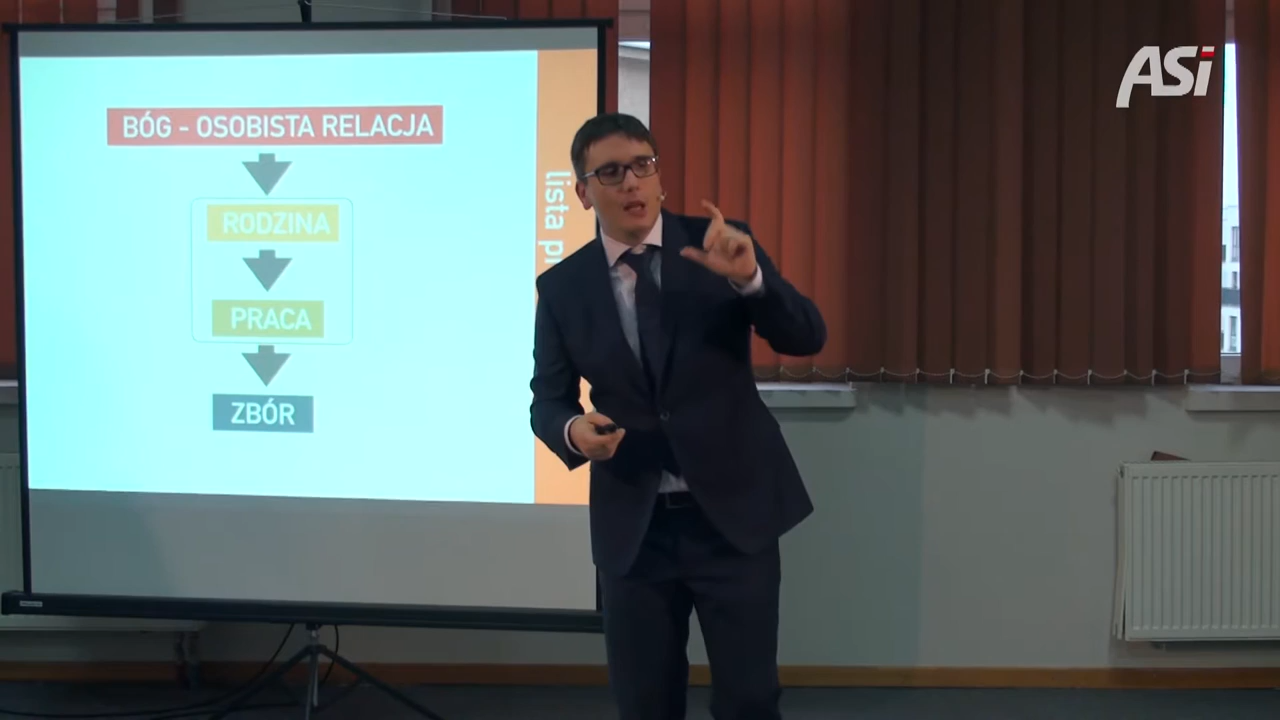 BÓG - OSOBISTA RELACJA
RODZINA
PRACA
ZBÓR
lista
ASi